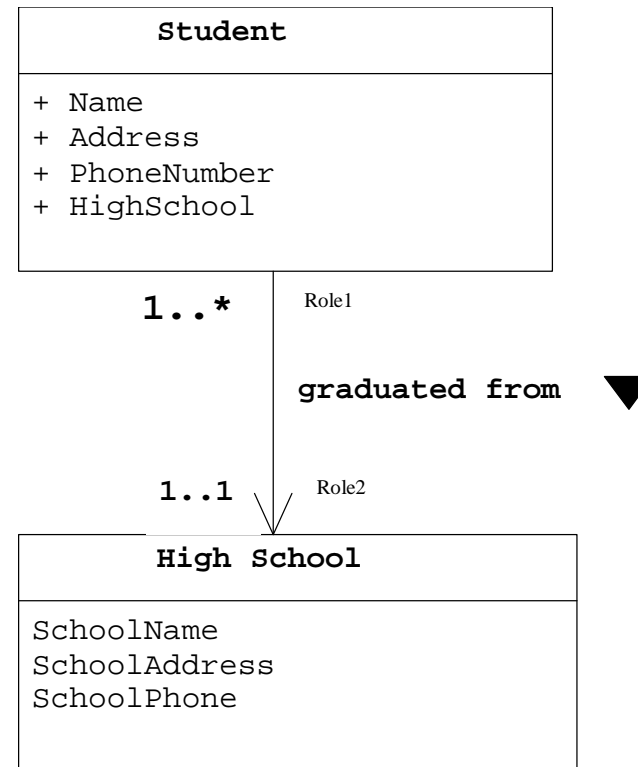 Student
+ Name
+ Address
+ PhoneNumber
+ HighSchool
1..* Role1
graduated from
1..1 Role2
High School
SchoolName
SchoolAddress
SchoolPhone